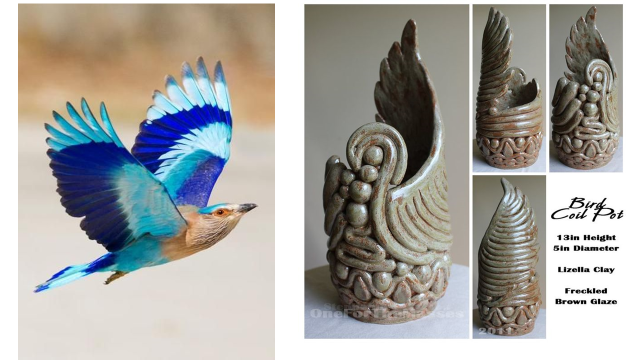 Bird
Coil Pot
13in Height
5in Diameter
Lizella Clay
Freckled
Brown Glaze